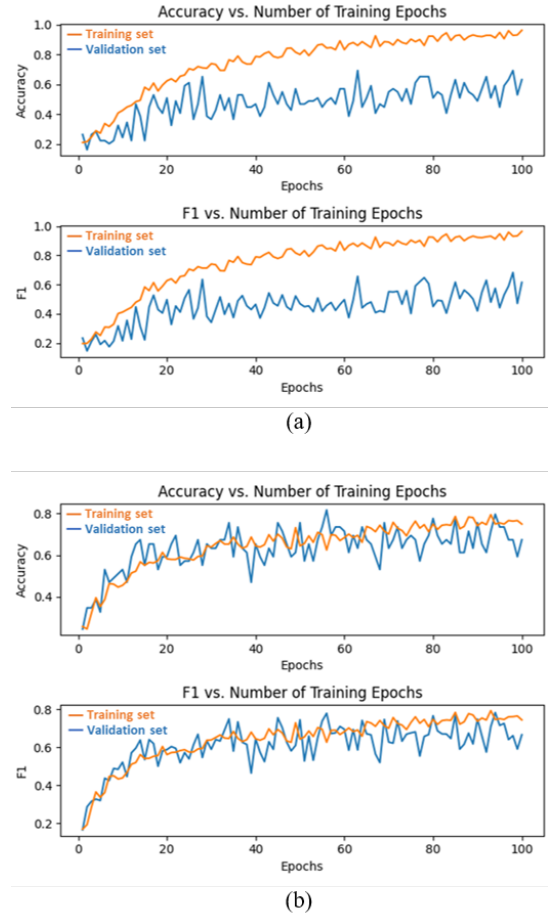 Accuracy vs. Number of Training Epochs
Training set
Validation set
Accuracy
1.0
0.8
0.6
0.4
0.2
0 20 40 60 80 100
Epochs
F1 vs. Number of Training Epochs
Training set
Validation set
F1
1.0
0.8
0.6
0.4
0.2
0 20 40 60 80 100
Epochs
(a)
Accuracy vs. Number of Training Epochs
Training set
Validation set
Accuracy
0.8
0.6
0.4
0 20 40 60 80 100
Epochs
F1 vs. Number of Training Epochs
Training set
Validation set
F1
0.8
0.6
0.4
0.2
0 20 40 60 80 100
Epochs
(b)